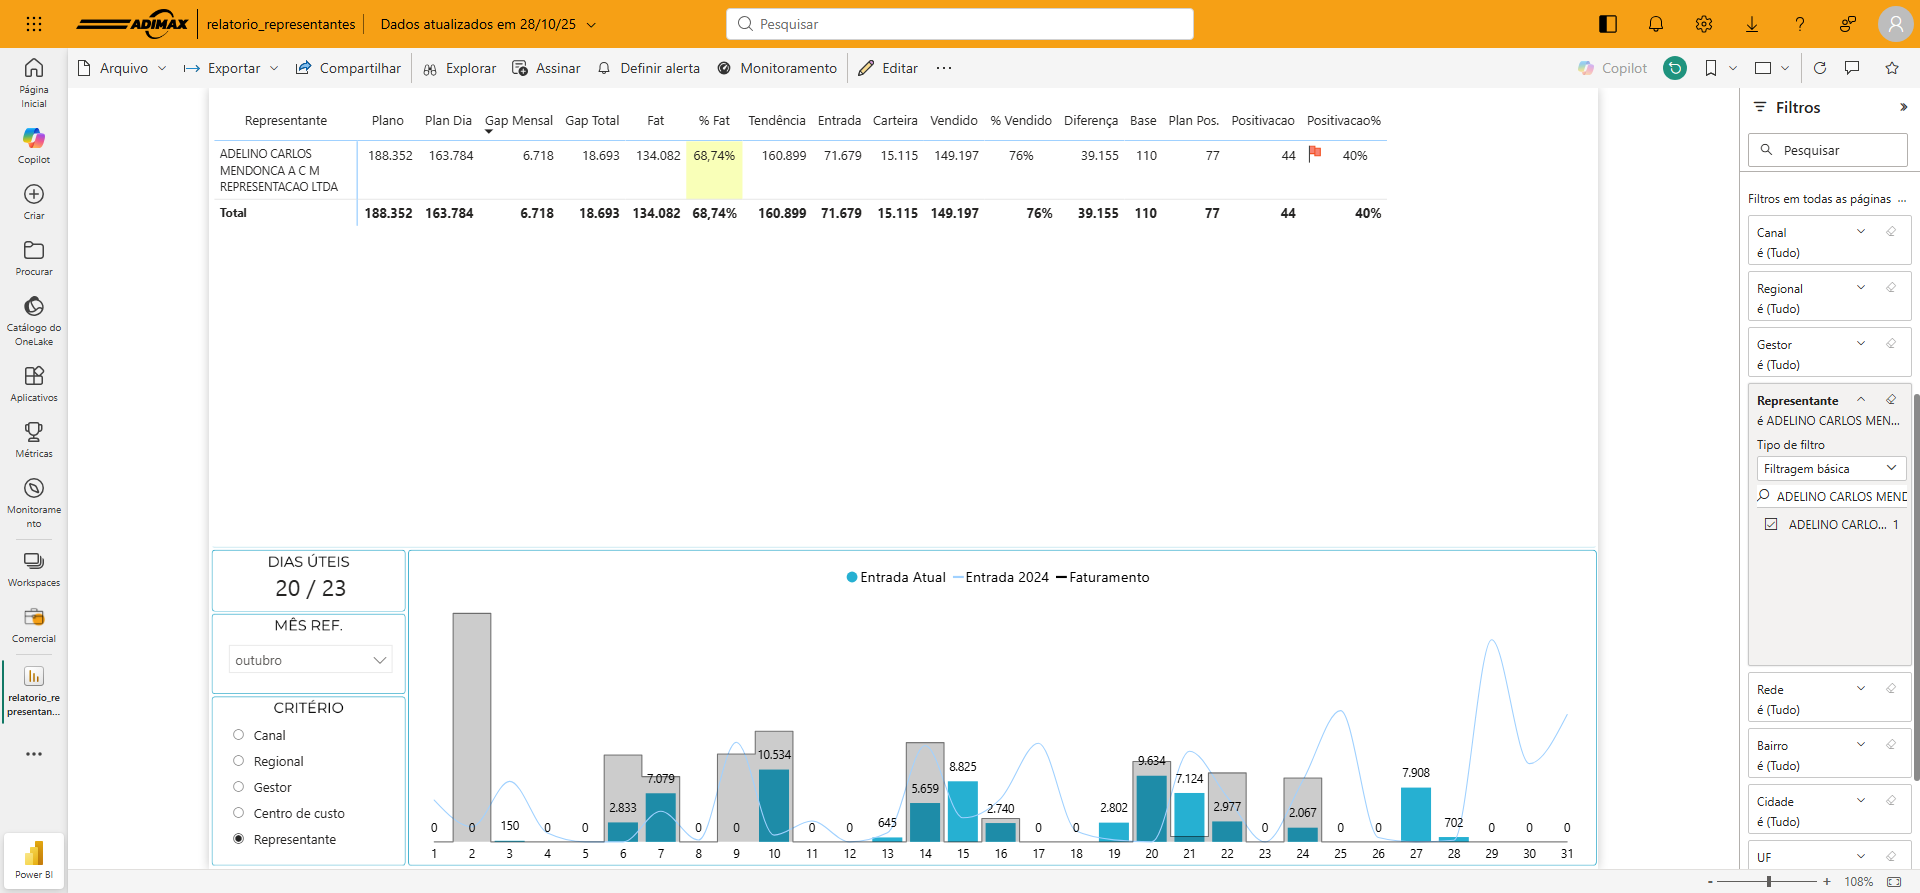 ADIMAX
relatorio_representantes
Dados atualizados em 28/10/25
Pesquisar
Arquivo
Exportar
Compartilhar
Explorar
Assinar
Definir alerta
Monitoramento
Editar
Copilot
Página
Inicial
Copilot
Criar
Procurar
Catálogo do
OneLake
Aplicativos
Métricas
Monitorame
nto
Workspaces
Comercial
relatorio_re
presentan...
Power BI
Representante Plano Plan Dia Gap Mensal Gap Total Fat % Fat Tendência Entrada Carteira Vendido % Vendido Diferença Base Plan Pos. Positivacao Positivacao%
ADELINO CARLOS
MENDONCA A C M
REPRESENTACAO LTDA
188.352 163.784 6.718 18.693 134.082 68,74% 160.899 71.679 15.115 149.197 76% 39.155 110 77 44 40%
Total 188.352 163.784 6.718 18.693 134.082 68,74% 160.899 71.679 15.115 149.197 76% 39.155 110 77 44 40%
DIAS ÚTEIS
20 / 23
MÊS REF.
outubro
CRITÉRIO
Canal
Regional
Gestor
Centro de custo
Representante
Entrada Atual Entrada 2024 Faturamento
0 0 150 0 0 2.833 7.079 0 0 10.534 0 0 645 5.659 8.825 2.740 0 0 2.802 9.634 7.124 2.977 0 2.067 0 0 7.908 702 0 0 0
1 2 3 4 5 6 7 8 9 10 11 12 13 14 15 16 17 18 19 20 21 22 23 24 25 26 27 28 29 30 31
Filtros
Pesquisar
Filtros em todas as páginas ...
Canal
é (Tudo)
Regional
é (Tudo)
Gestor
é (Tudo)
Representante
é ADELINO CARLOS MEN...
Tipo de filtro
Filtragem básica
ADELINO CARLOS MEND
ADELINO CARLO... 1
Rede
é (Tudo)
Bairro
é (Tudo)
Cidade
é (Tudo)
UF
- + 108%